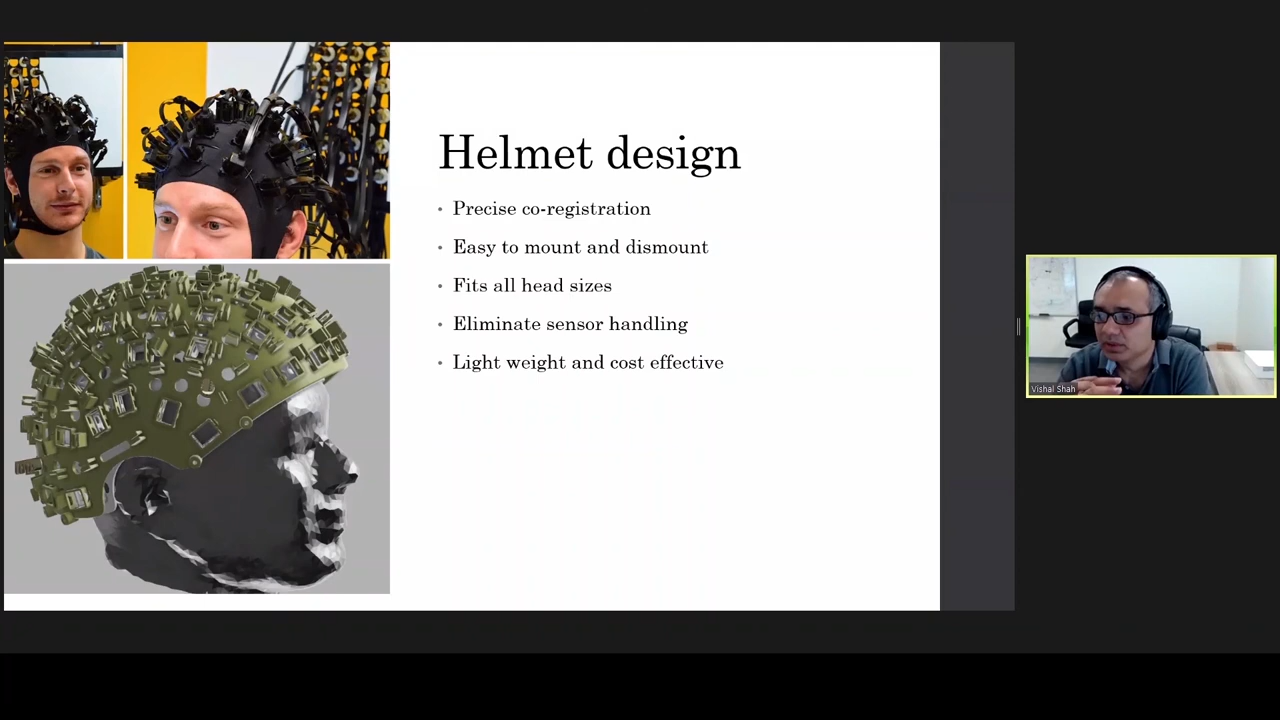 Helmet design
• Precise co-registration
• Easy to mount and dismount
• Fits all head sizes
• Eliminate sensor handling
• Light weight and cost effective
Vishal Shah